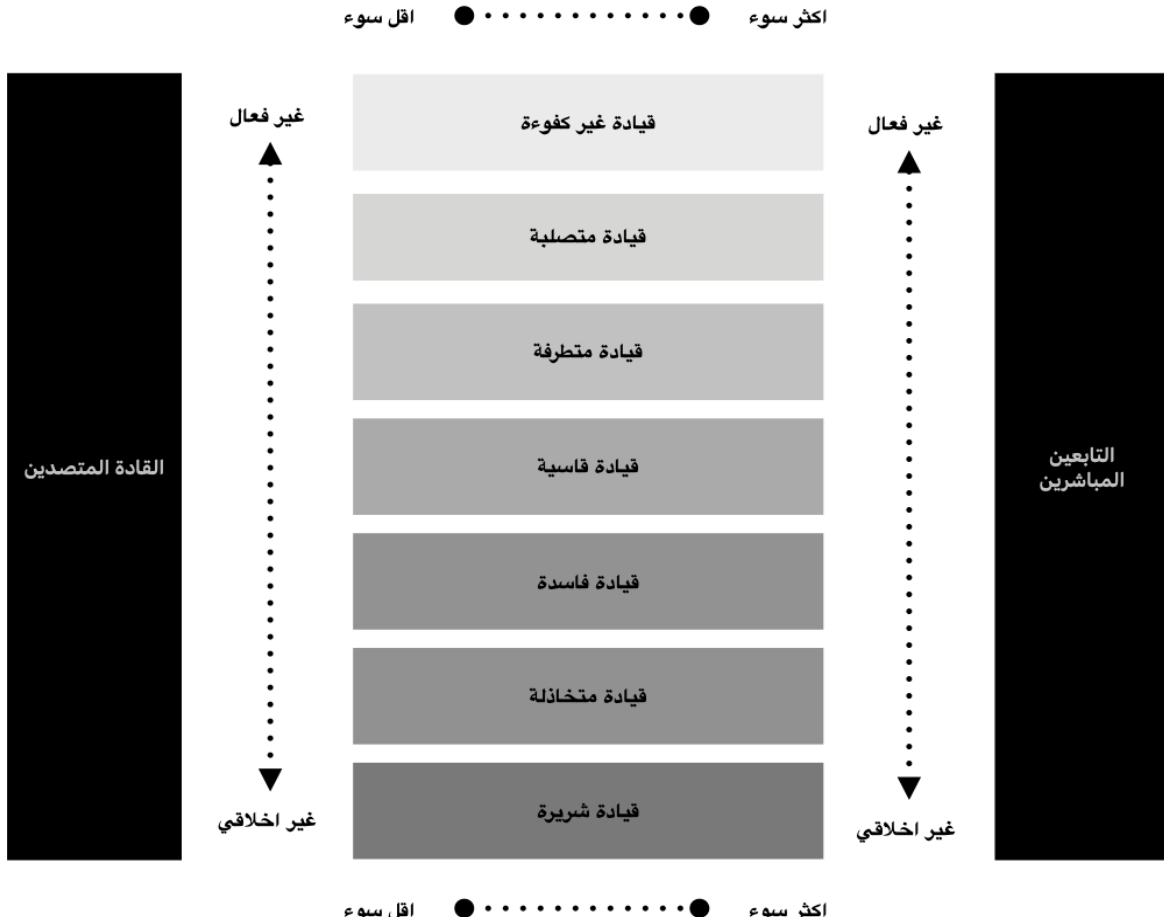 اكثر سوء
اقل سوء
غير فعال
غير فعال
قيادة غير كفوءة
قيادة متصلبة
قيادة متطرفة
قيادة قاسية
التابعين
المباشرين
القادة المتصدين
قيادة فاسدة
قيادة متخاذلة
قيادة شريرة
غير اخلاقي
غير اخلاقي
اكثر سوء
اقل سوء